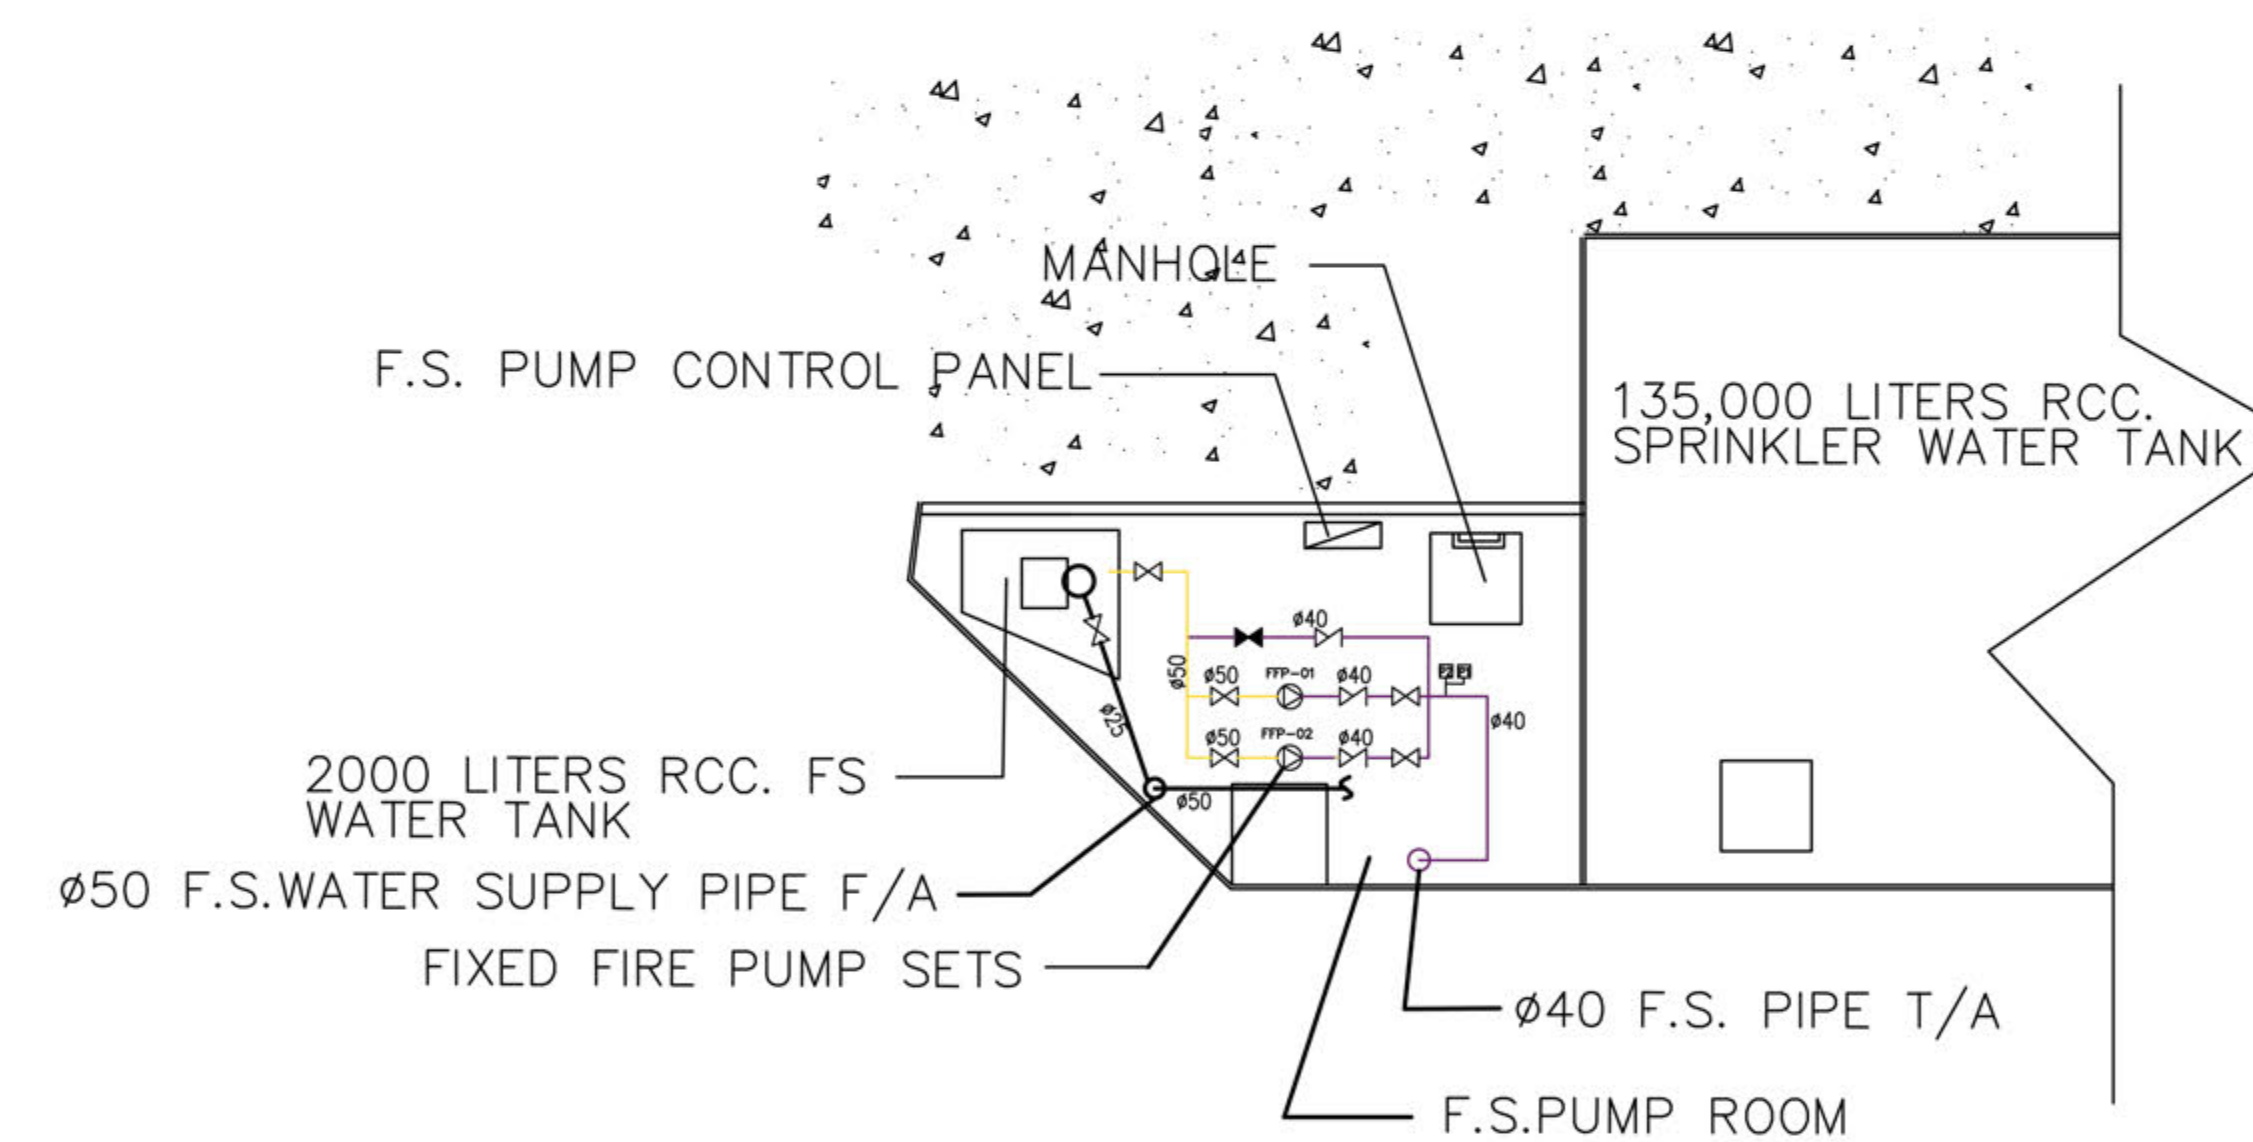 MANHOLE
F.S. PUMP CONTROL PANEL
135,000 LITERS RCC.
SPRINKLER WATER TANK
ø40
ø50
ø50
FFP-01
ø40
P2 P1
ø25
ø40
ø50
FFP-02
ø40
2000 LITERS RCC. FS
WATER TANK
ø50
ø50 F.S.WATER SUPPLY PIPE F/A
FIXED FIRE PUMP SETS
ø40 F.S. PIPE T/A
F.S.PUMP ROOM